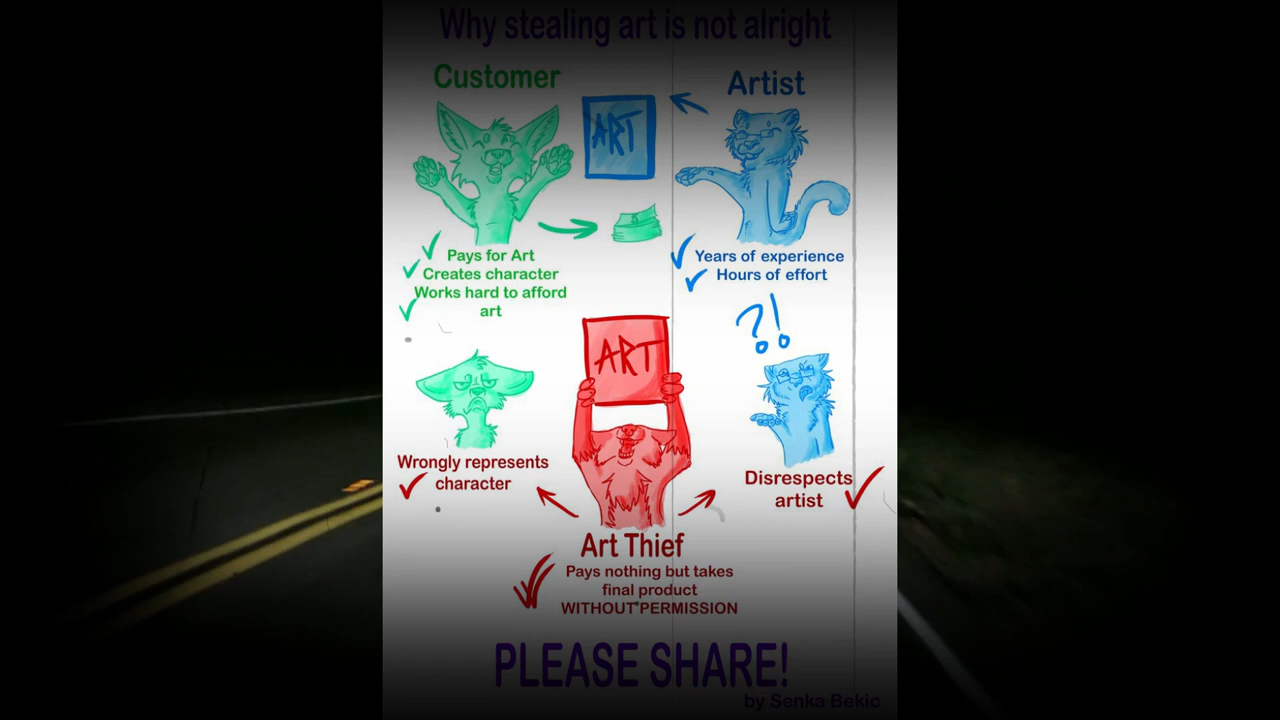 Why stealing art is not alright
Customer
Artist
ART
Pays for Art
Creates character
Works hard to afford
art
Years of experience
Hours of effort
?!
ART
Wrongly represents
character
Disrespects
artist
Art Thief
Pays nothing but takes
final product
WITHOUT PERMISSION
PLEASE SHARE!
by Senka Bekic